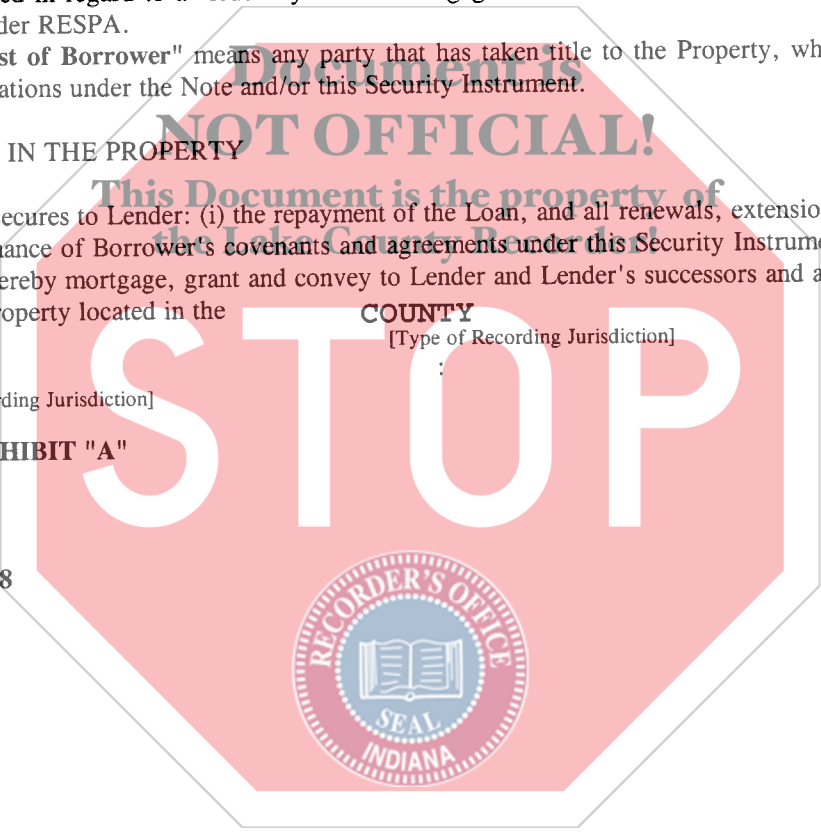 der RESPA.
st of Borrower" means any party that has taken title to the Property, wh
ations under the Note and/or this Security Instrument.
Document is
NOT OFFICIAL!
This Document is the property of
the Lake County Recorder!
IN THE PROPERTY
ecures to Lender: (i) the repayment of the Loan, and all renewals, extensio
ance of Borrower's covenants and agreements under this Security Instrume
ereby mortgage, grant and convey to Lender and Lender's successors and a
roperty located in the COUNTY
[Type of Recording Jurisdiction]
:
ding Jurisdiction]
HIBIT "A"
STOP
8
RECORDER'S OFFICE
SEAL
INDIANA